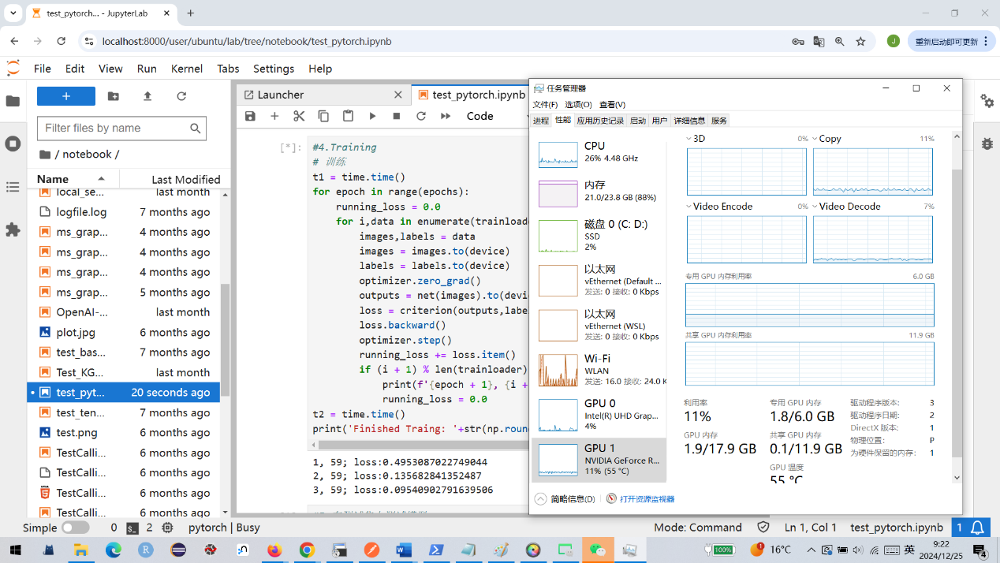 test_pytorch... - JupyterLab
localhost:8000/user/ubuntu/lab/tree/notebook/test_pytorch.ipynb
J
重新启动即可更新
File Edit View Run Kernel Tabs Settings Help
+
Filter files by name
/ notebook /
Name Last Modified
local_se... last month
logfile.log 7 months ago
ms_grap... 4 months ago
ms_grap... 4 months ago
ms_grap... 4 months ago
ms_grap... 5 months ago
OpenAI-... last month
plot.jpg 6 months ago
test_bas... 7 months ago
Test_KG... last month
test_pyt... 20 seconds ago
test_ten... 7 months ago
test.png 6 months ago
TestCalli... 6 months ago
TestCalli... 6 months ago
TestCalli... 6 months ago
TestCalli... 6 months ago
Launcher
test_pytorch.ipynb
Code
[*]:
#4.Training
# 训练
t1 = time.time()
for epoch in range(epochs):
running_loss = 0.0
for i,data in enumerate(trainloade
images,labels = data
images = images.to(device)
labels = labels.to(device)
optimizer.zero_grad()
outputs = net(images).to(devi
loss = criterion(outputs,labe
loss.backward()
optimizer.step()
running_loss += loss.item()
if (i + 1) % len(trainloader)
print(f'{epoch + 1}, {i +
running_loss = 0.0
t2 = time.time()
print('Finished Traing: '+str(np.roun
1, 59; loss:0.4953087022749044
2, 59; loss:0.135682841352487
3, 59; loss:0.09540902791639506
任务管理器
文件(F) 选项(O) 查看(V)
进程 性能 应用历史记录 启动 用户 详细信息 服务
CPU
26% 4.48 GHz
内存
21.0/23.8 GB (88%)
磁盘 0 (C: D:)
SSD
2%
以太网
vEthernet (Default ...
发送: 0 接收: 0 Kbps
以太网
vEthernet (WSL)
发送: 0 接收: 0 Kbps
Wi-Fi
WLAN
发送: 16.0 接收: 24.0 K
GPU 0
Intel(R) UHD Grap...
4%
GPU 1
NVIDIA GeForce R...
11% (55 °C)
3D 0% Copy 11%
Video Encode 0% Video Decode 7%
专用 GPU 内存利用率 6.0 GB
共享 GPU 内存利用率 11.9 GB
利用率
11%
专用 GPU 内存
1.8/6.0 GB
GPU 内存
1.9/17.9 GB
共享 GPU 内存
0.1/11.9 GB
GPU 温度
55 °C
驱动程序版本: 3
驱动程序日期: 2
DirectX 版本: 1
物理位置: P
为硬件保留的内存: 1
简略信息(D) 打开资源监视器
Simple 0 2 pytorch | Busy Mode: Command Ln 1, Col 1 test_pytorch.ipynb 1
100% 16°C 英 9:22
2024/12/25 4